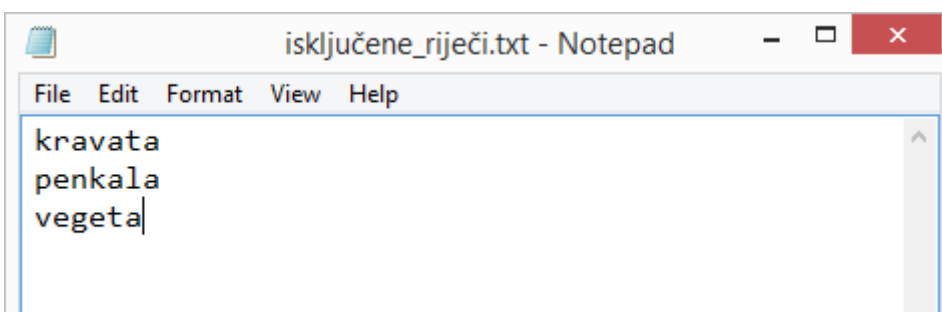 isključene_riječi.txt - Notepad
File Edit Format View Help
kravata
penkala
vegeta